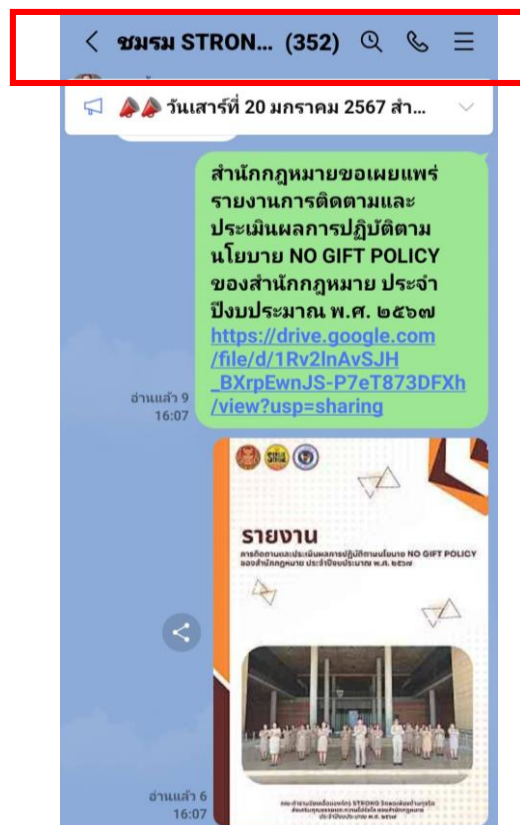 ชมรม STRON... (352)
วันเสาร์ที่ 20 มกราคม 2567 สำ...
สำนักกฎหมายขอเผยแพร่
รายงานการติดตามและ
ประเมินผลการปฏิบัติตาม
นโยบาย NO GIFT POLICY
ของสำนักกฎหมาย ประจำ
ปีงบประมาณ พ.ศ. ๒๕๖๗
https://drive.google.com
/file/d/1Rv2lnAvSJH
_BXrpEwnJS-P7eT873DFXh
/view?usp=sharing
อ่านแล้ว 9
16:07
รายงาน
การติดตามและประเมินผลการปฏิบัติตามนโยบาย NO GIFT POLICY
ของสำนักกฎหมาย ประจำปีงบประมาณ พ.ศ. ๒๕๖๗
อ่านแล้ว 6
16:07